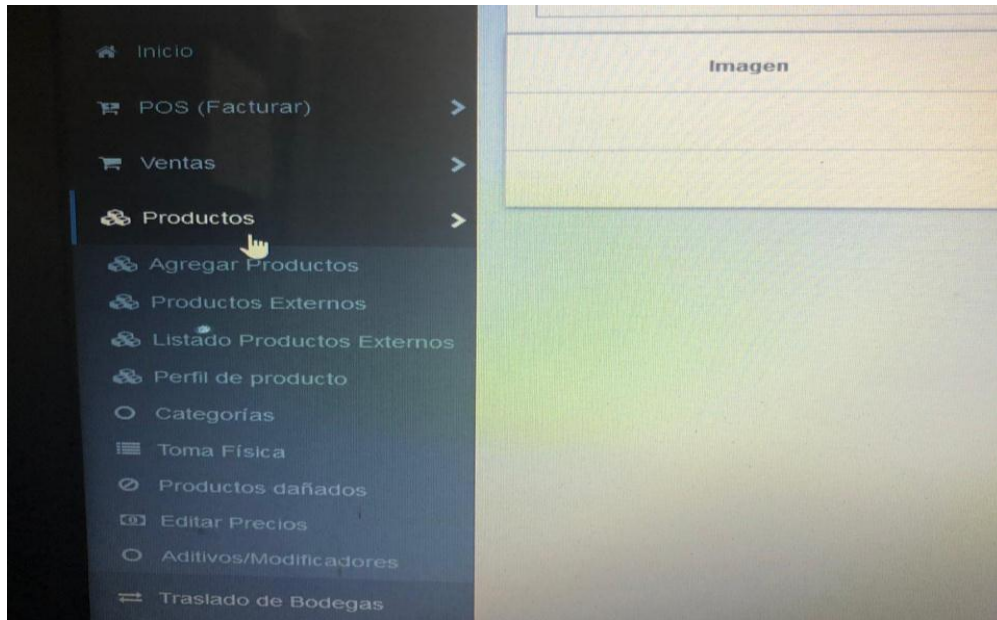 Inicio
Imagen
POS (Facturar)
Ventas
Productos
Agregar Productos
Productos Externos
Listado Productos Externos
Perfil de producto
Categorías
Toma Física
Productos dañados
Editar Precios
Aditivos/Modificadores
Traslado de Bodegas